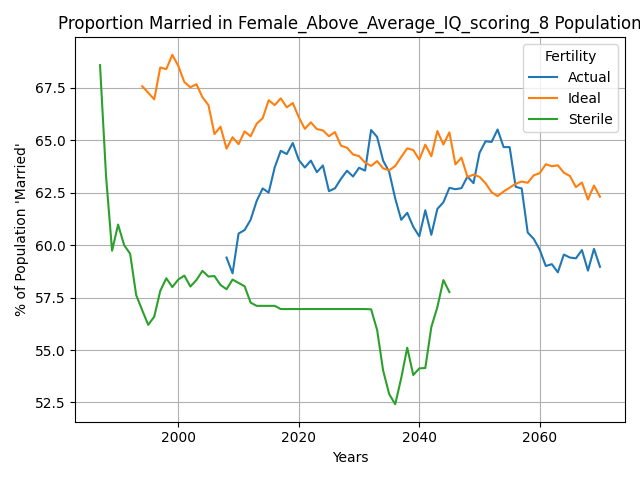 Proportion Married in Female_Above_Average_IQ_scoring_8 Population
Fertility
Actual
Ideal
Sterile
% of Population 'Married'
67.5
65.0
62.5
60.0
57.5
55.0
52.5
2000 2020 2040 2060
Years